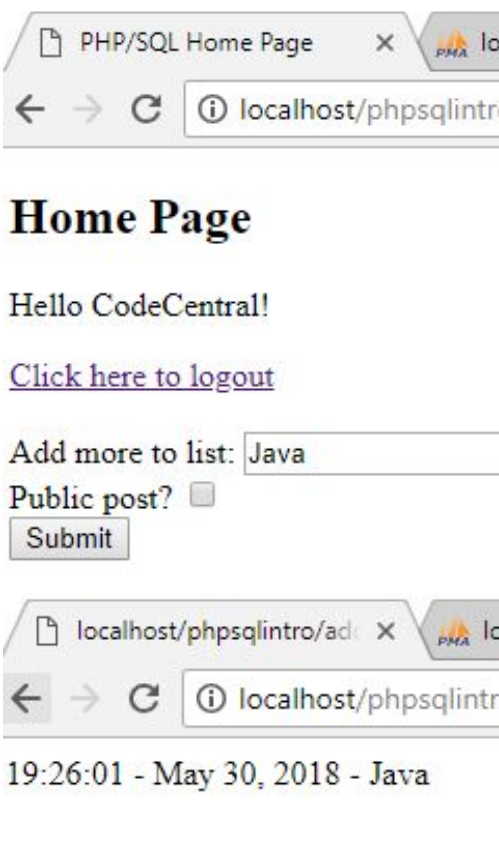 PHP/SQL Home Page
PMA lo
localhost/phpsqlintr
Home Page
Hello CodeCentral!
Click here to logout
Add more to list: Java
Public post?
Submit
localhost/phpsqlintro/ad
PMA lo
localhost/phpsqlintr
19:26:01 - May 30, 2018 - Java